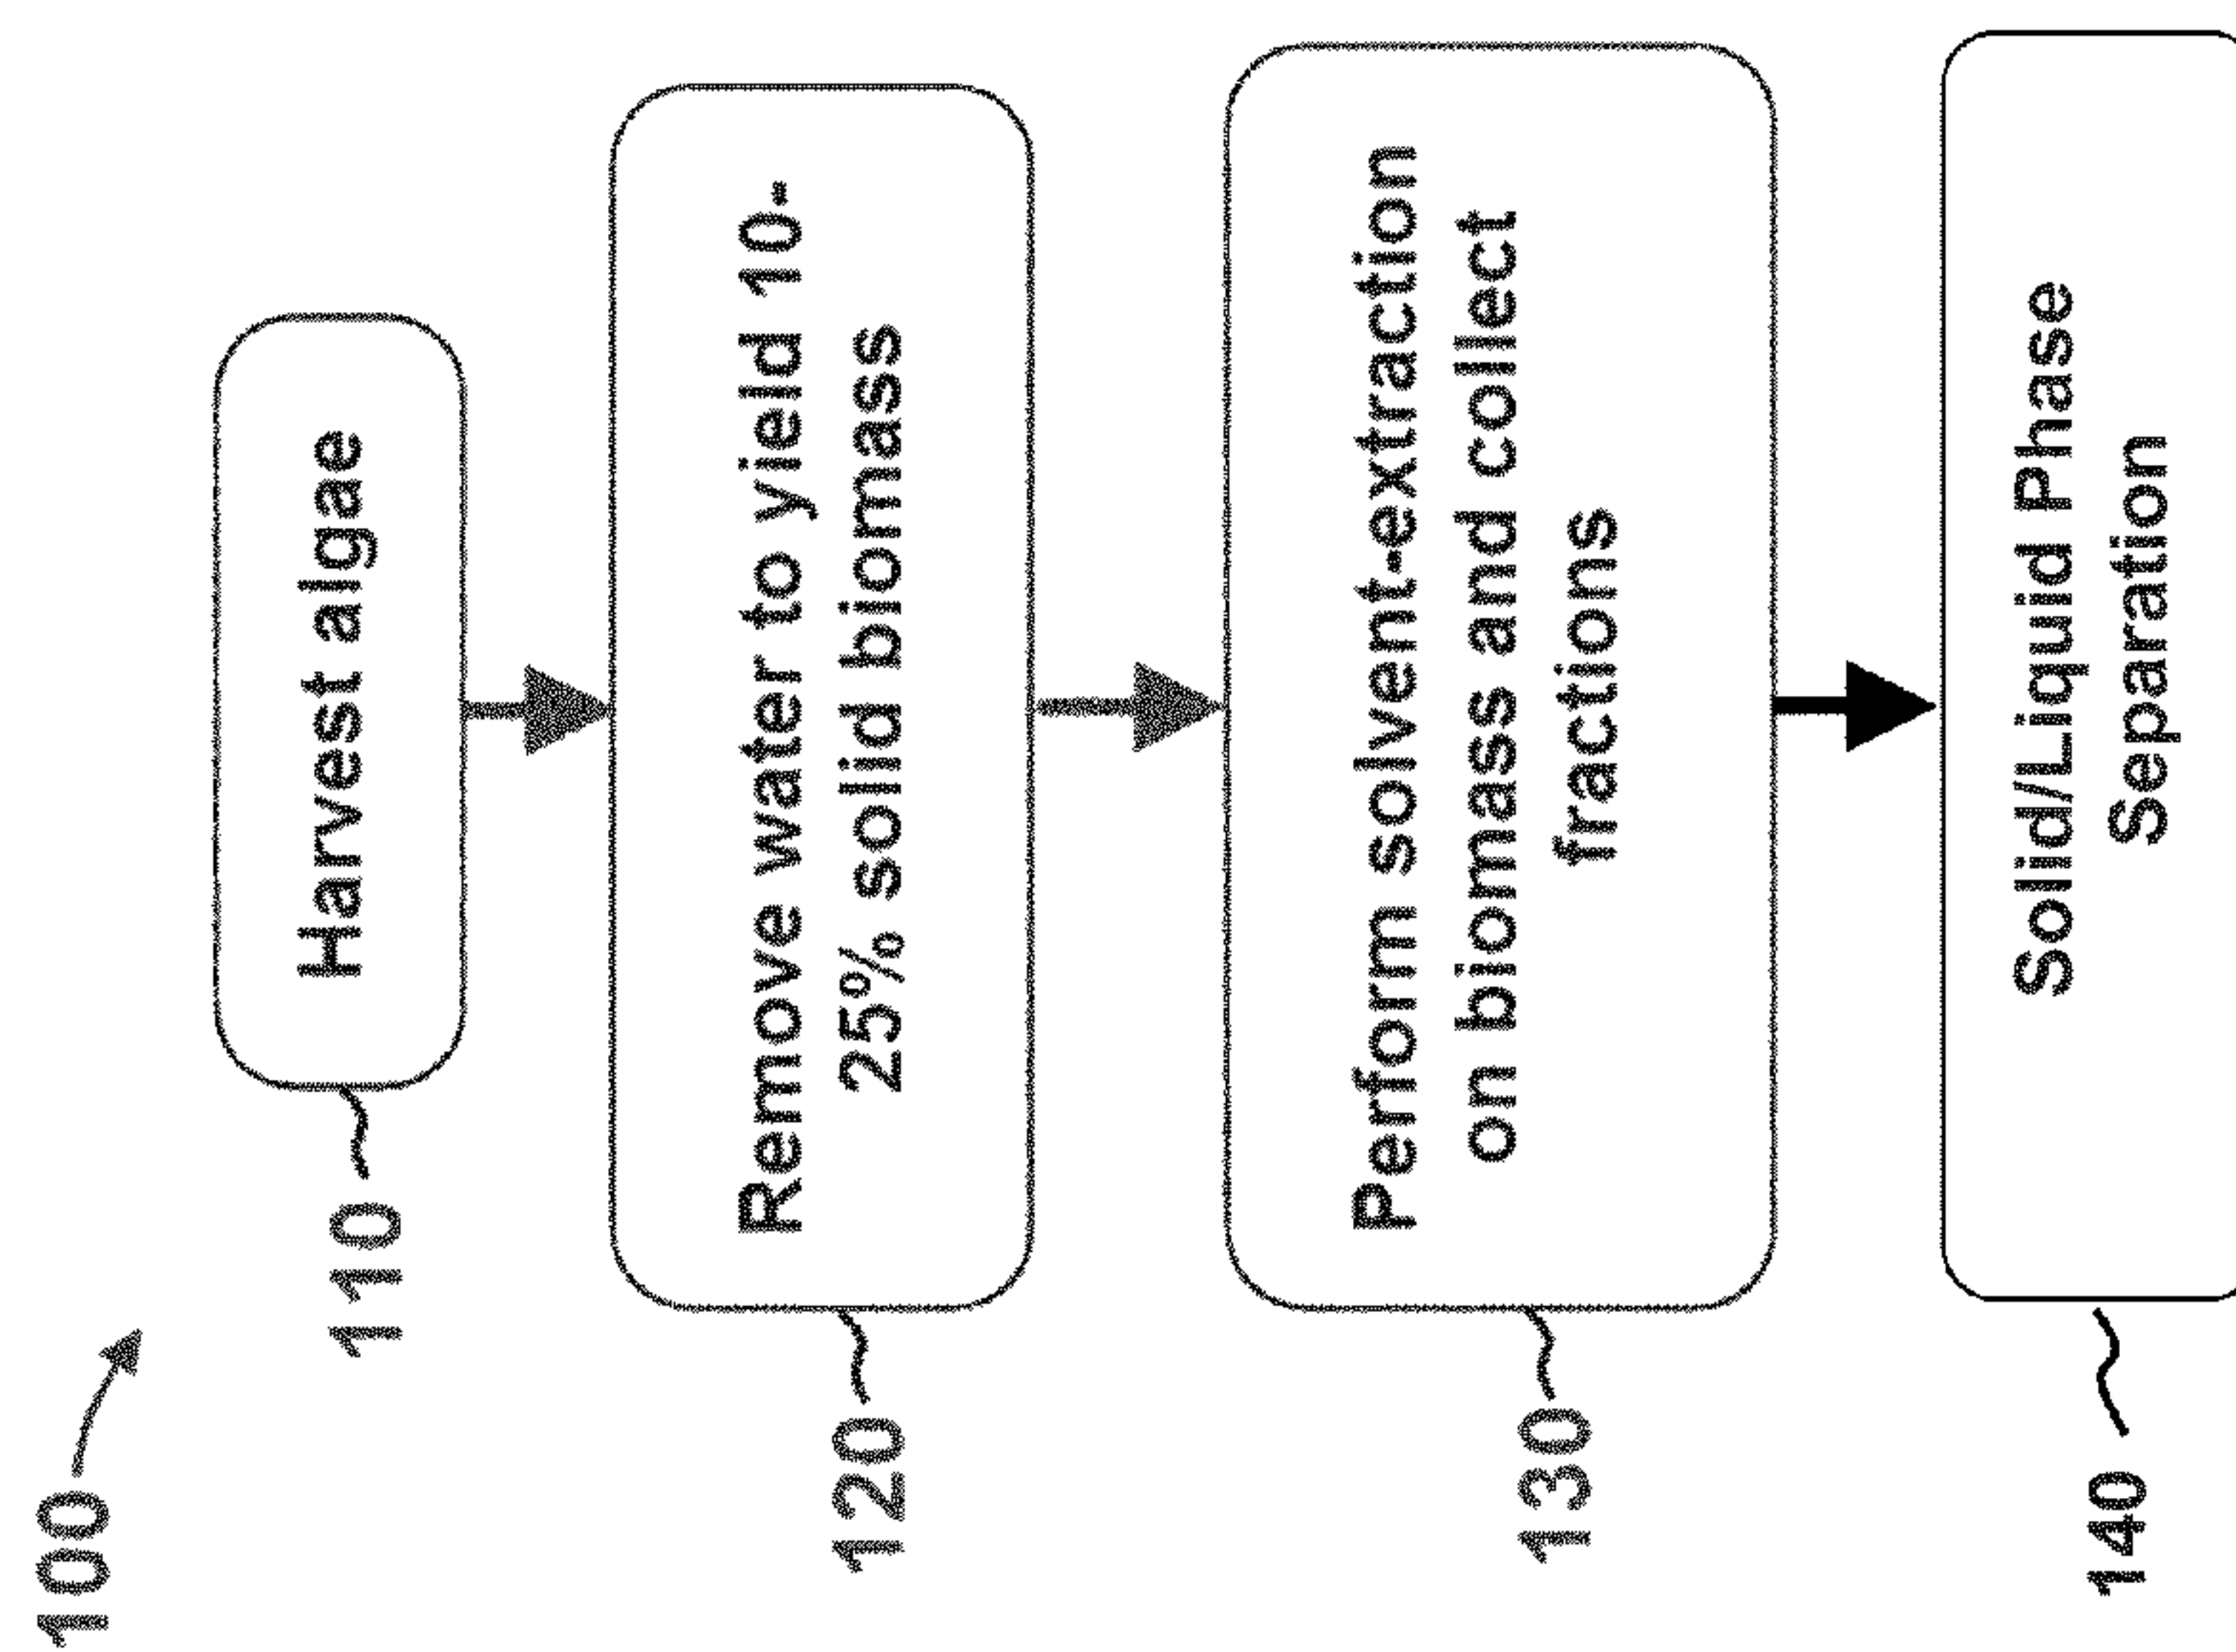 100
110
Harvest algae
120
Remove water to yield 10-
25% solid biomass
130
Perform solvent-extraction
on biomass and collect
fractions
140
Solid/Liquid Phase
Separation